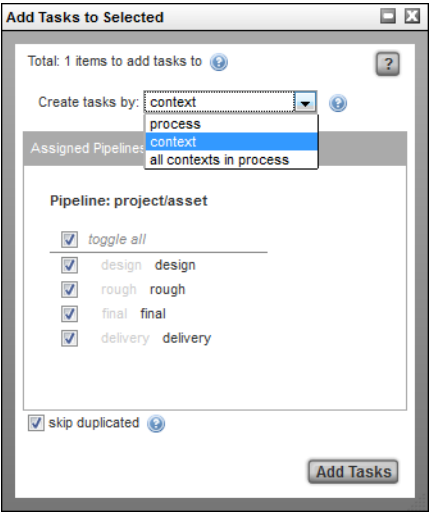 Add Tasks to Selected
Total: 1 items to add tasks to ?
?
Create tasks by: context ?
process
context
all contexts in process
Assigned Pipelines
Pipeline: project/asset
toggle all
design design
rough rough
final final
delivery delivery
skip duplicated ?
Add Tasks